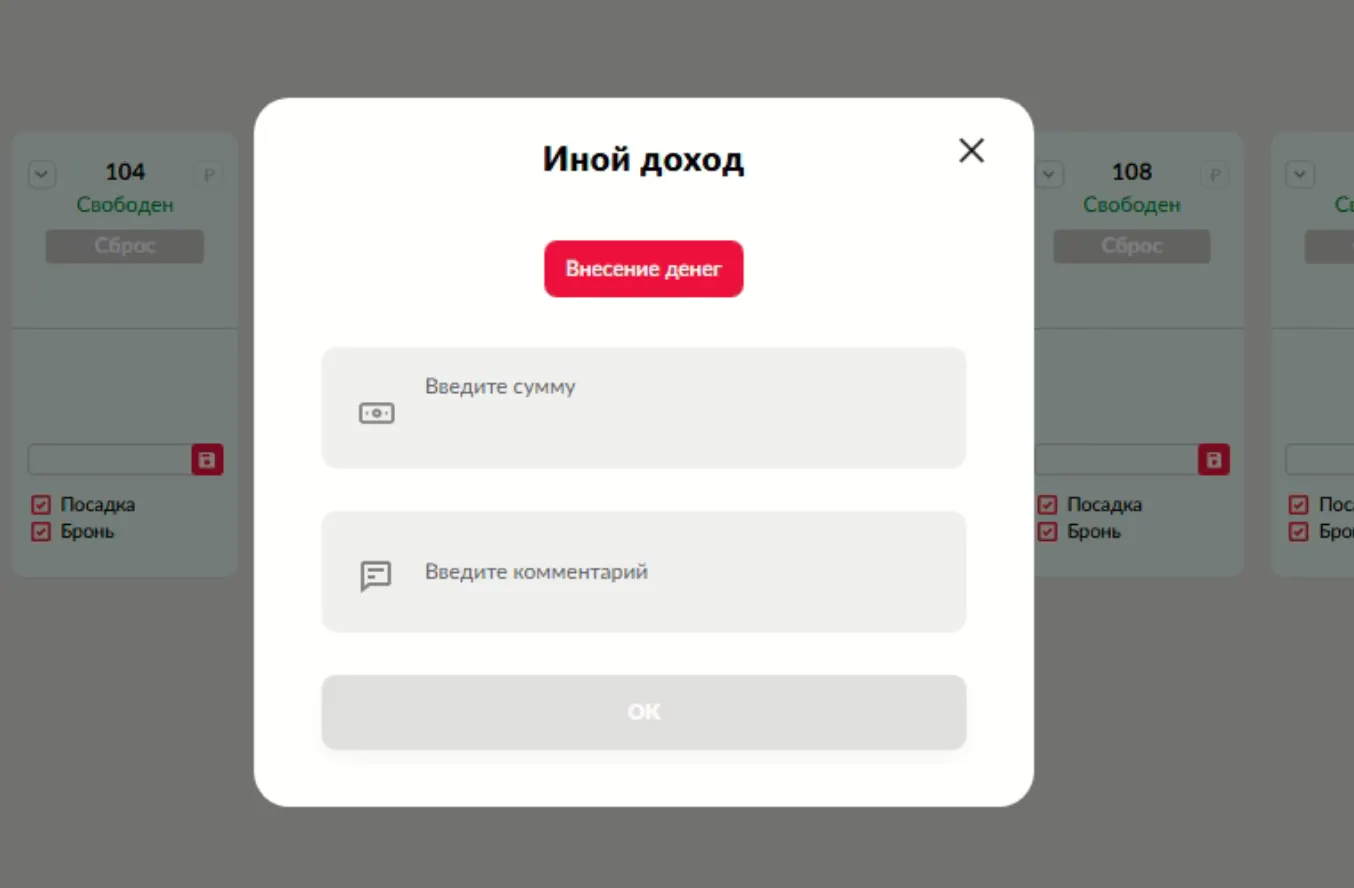 Иной доход
Внесение денег
Введите сумму
Введите комментарий
ОК
104
₽
Свободен
Сброс
Посадка
Бронь
108
₽
Свободен
Сброс
Посадка
Бронь